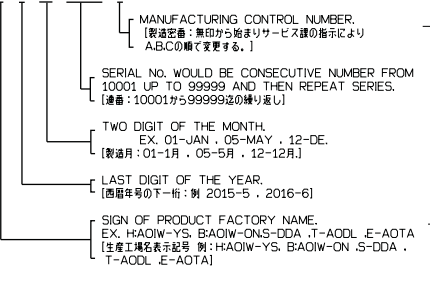 MANUFACTURING CONTROL NUMBER.
[製造密番：無印から始まりサービス課の指示により
A,B,Cの順で変更する。]
SERIAL No. WOULD BE CONSECUTIVE NUMBER FROM
10001 UP TO 99999 AND THEN REPEAT SERIES.
[連番：10001から99999迄の繰り返し]
TWO DIGIT OF THE MONTH.
EX. 01-JAN . 05-MAY . 12-DE.
[製造月：01-1月 . 05-5月 . 12-12月.]
LAST DIGIT OF THE YEAR.
[西暦年号の下一桁：例 2015-5 . 2016-6]
SIGN OF PRODUCT FACTORY NAME.
EX. H:AOIW-YS. B:AOIW-ON.S-DDA .T-AODL .E-AOTA
[生産工場名表示記号 例：H:AOIW-YS. B:AOIW-ON .S-DDA .
T-AODL .E-AOTA]